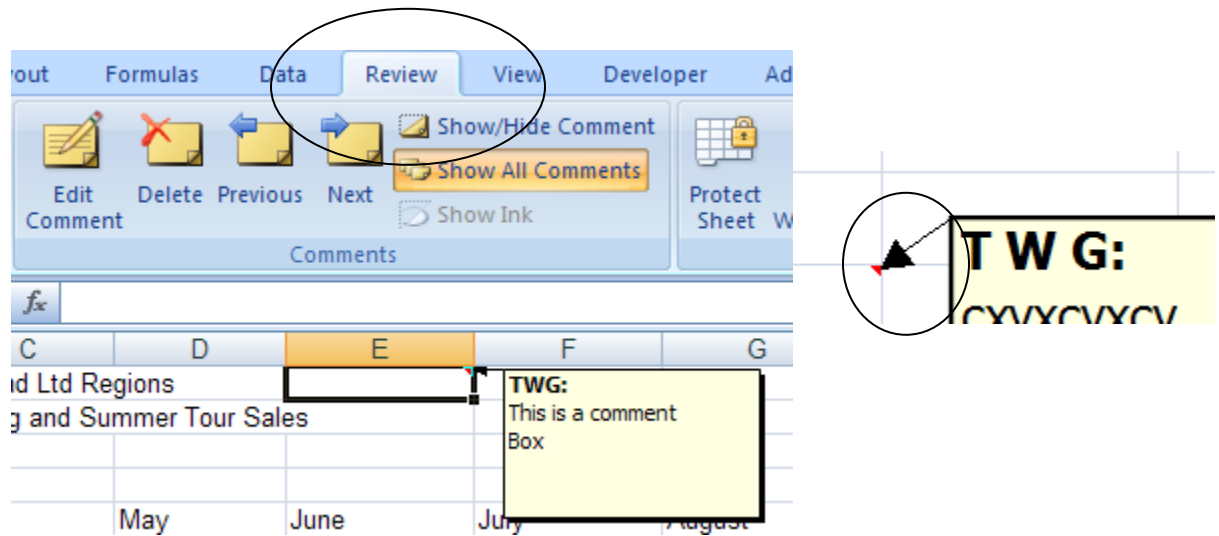 yout Formulas Data Review View Developer Ad
Show/Hide Comment
Show All Comments
Edit Delete Previous Next Protect
Comment Show Ink Sheet W
Comments
fx
C D E F G
nd Ltd Regions TWG:
g and Summer Tour Sales This is a comment
Box
May June July August
T W G:
CXVXCVXCV